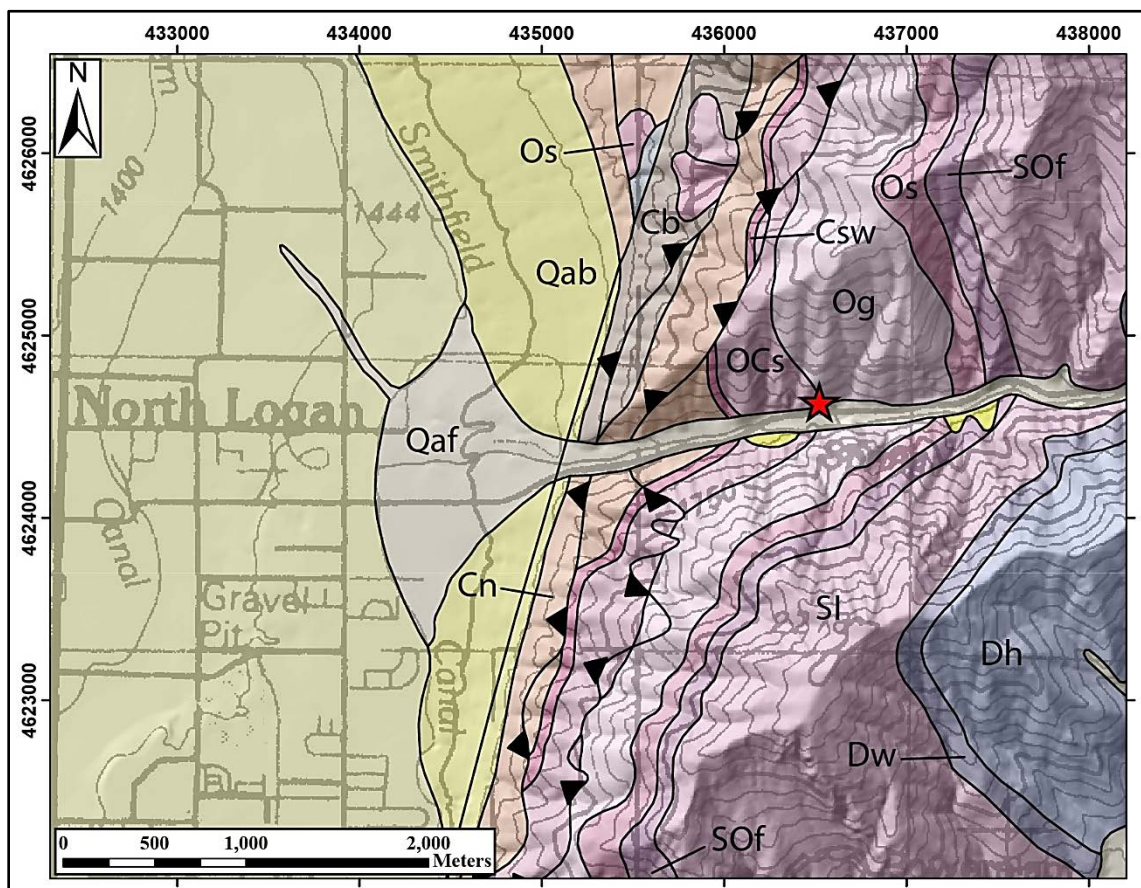 433000 434000 435000 436000 437000 438000
4626000
4625000
4624000
4623000
N
1400
Smithfield
1444
Os
Cb
Qab
Csw
Os
SOf
Og
OCs
North Logan
Qaf
Canal
Gravel
Pit
Cn
Canal
Sl
Dh
Dw
SOf
0 500 1,000 2,000
Meters